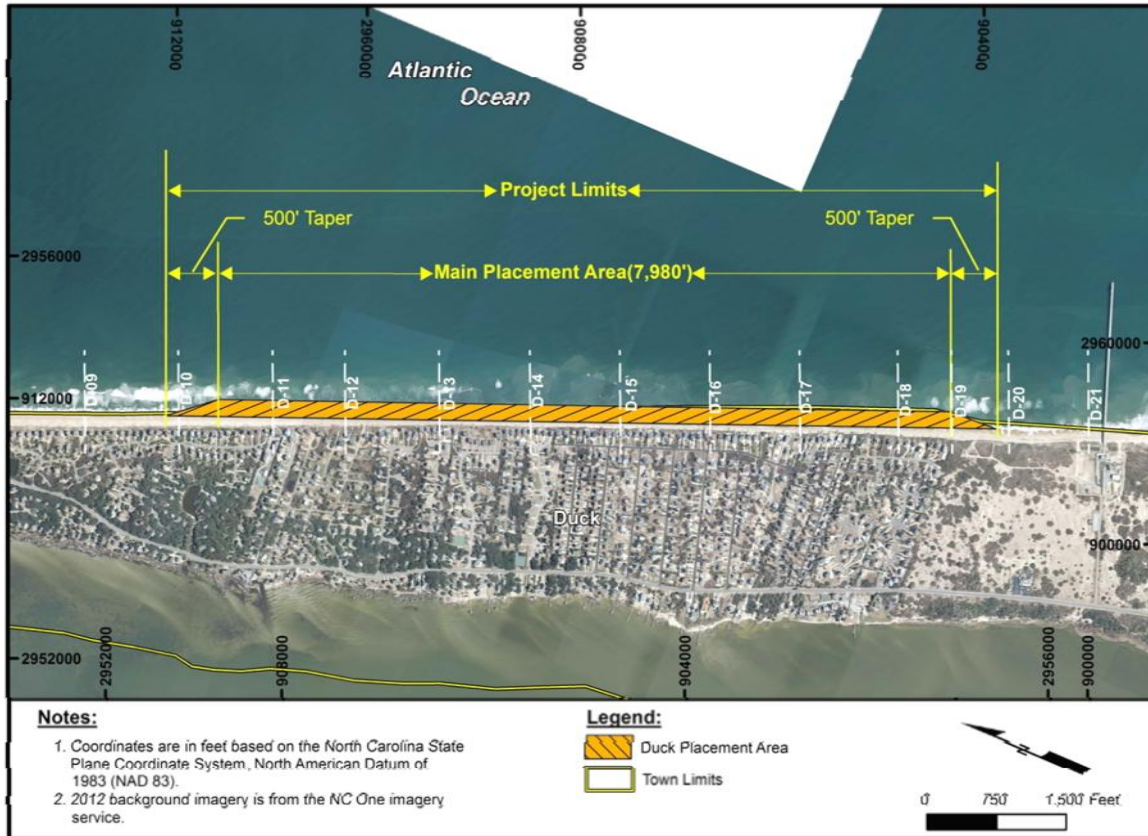 912000
2960000
908000
904000
Atlantic
Ocean
Project Limits
500' Taper
500' Taper
2956000
Main Placement Area(7,980')
2960000
D-09
D-10
D-11
D-12
D-13
D-14
D-15
D-16
D-17
D-18
D-19
D-20
D-21
912000
Duck
900000
2952000
2952000
908000
904000
2956000
900000
Notes:
1. Coordinates are in feet based on the North Carolina State
Plane Coordinate System, North American Datum of
1983 (NAD 83).
2. 2012 background imagery is from the NC One imagery
service.
Legend:
Duck Placement Area
Town Limits
N
0 750 1,500 Feet